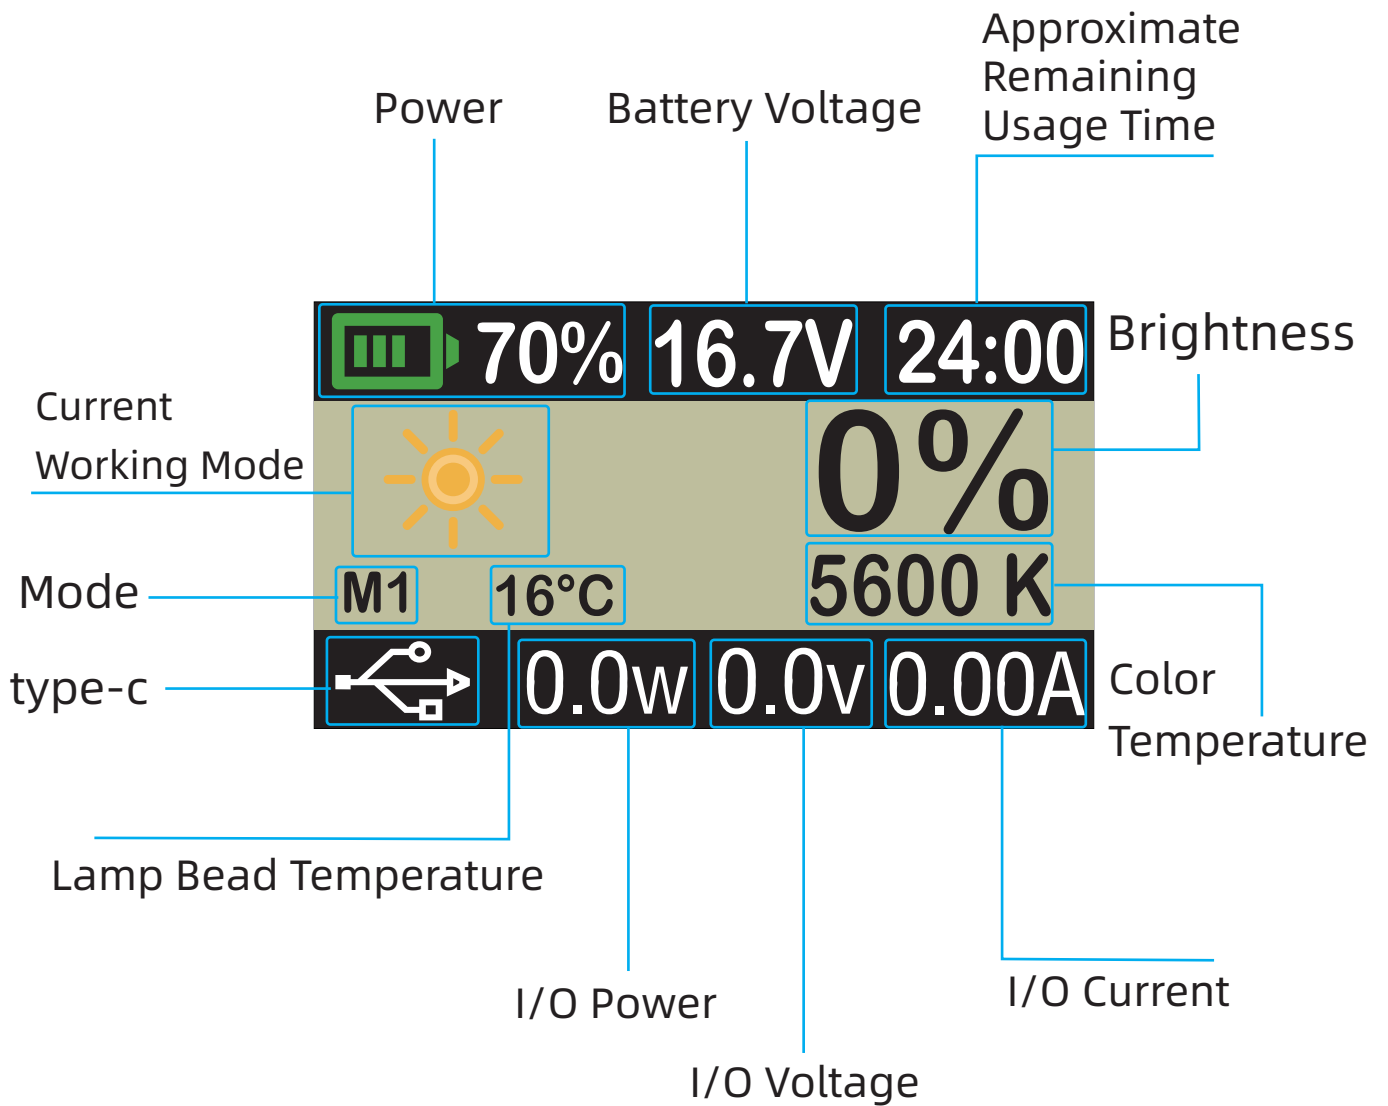 Approximate
Remaining
Usage Time
Power
Battery Voltage
70%
16.7V
24:00
Brightness
Current
Working Mode
0%
Mode
M1
16°C
5600 K
type-c
0.0w
0.0v
0.00A
Color
Temperature
Lamp Bead Temperature
I/O Power
I/O Current
I/O Voltage